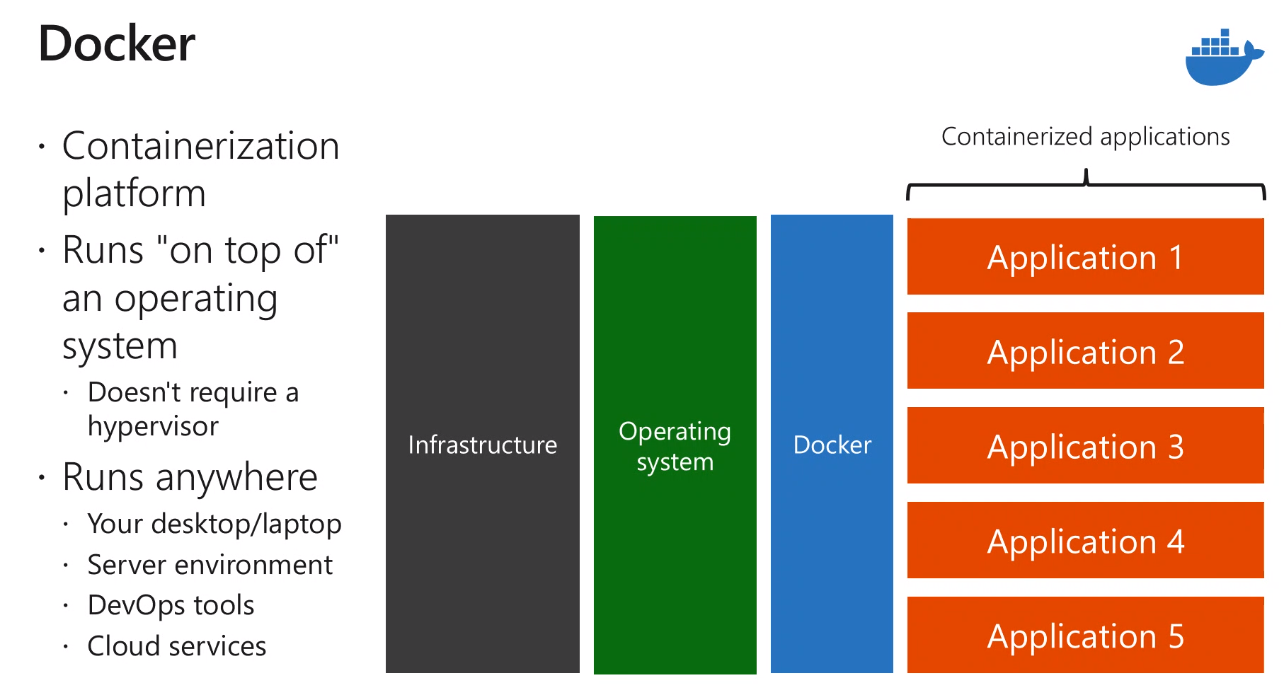 Docker
· Containerization
platform
· Runs "on top of"
an operating
system
· Doesn't require a
hypervisor
· Runs anywhere
· Your desktop/laptop
· Server environment
· DevOps tools
· Cloud services
Infrastructure
Operating
system
Docker
Containerized applications
Application 1
Application 2
Application 3
Application 4
Application 5